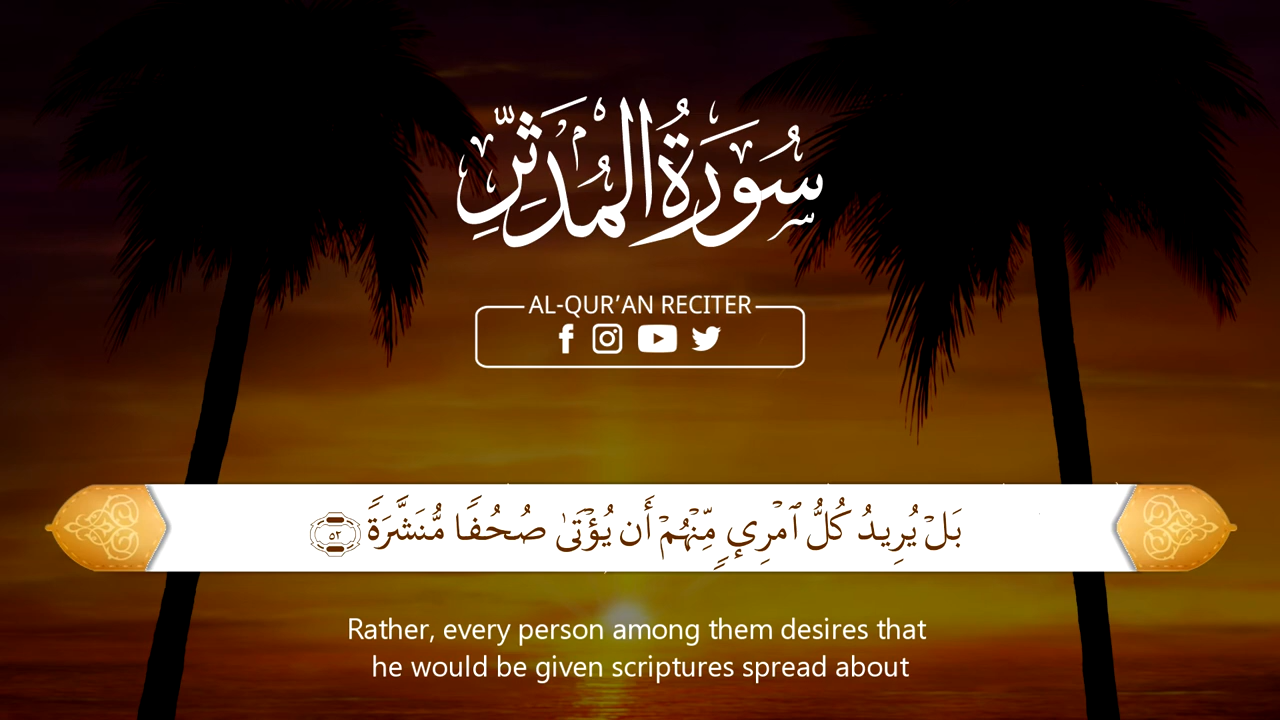 سُورَةُ المُدَّثِّرِ
AL-QUR'AN RECITER
بَلْ يُرِيدُ كُلُّ ٱمْرِئٍ مِّنْهُمْ أَن يُؤْتَىٰ صُحُفًا مُّنَشَّرَةً ٥٢
Rather, every person among them desires that
he would be given scriptures spread about